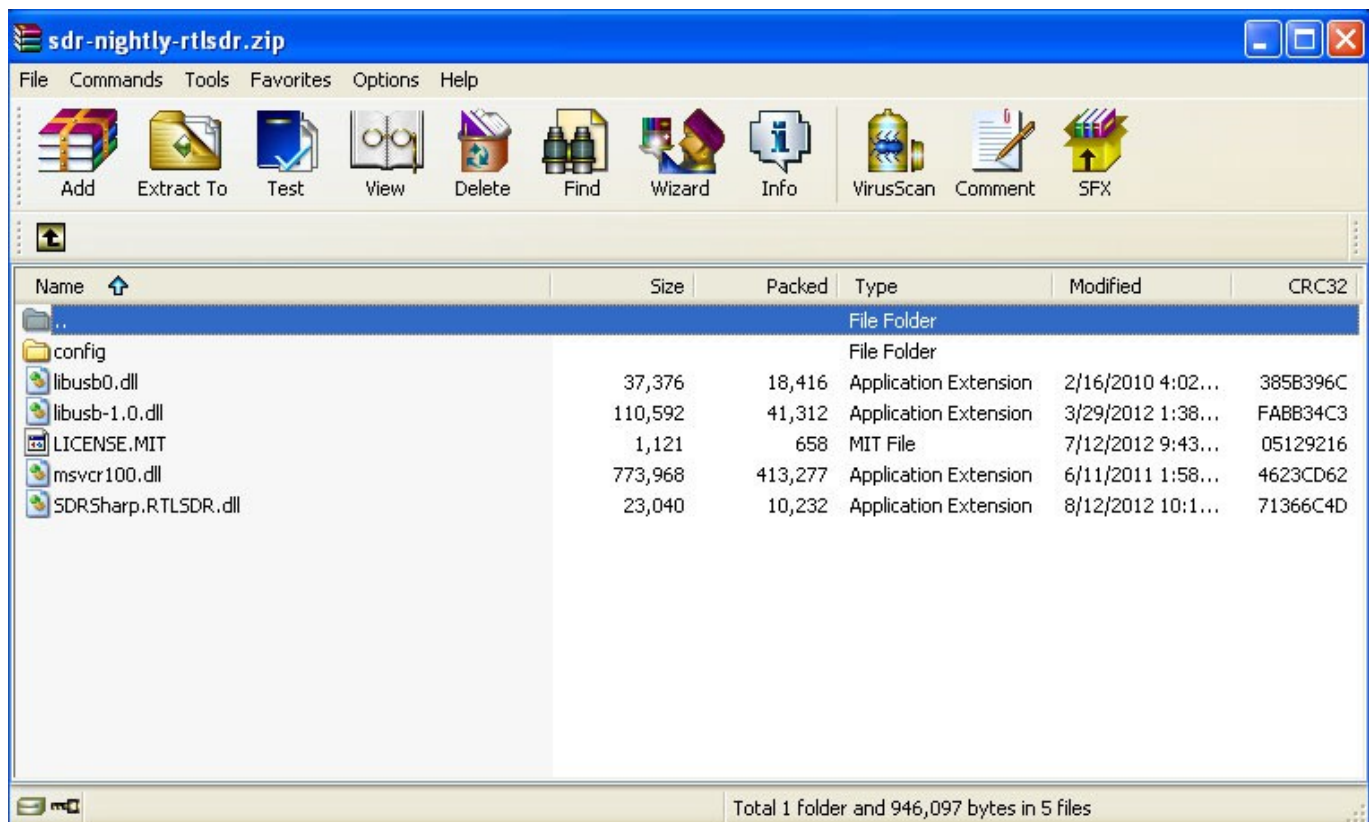 sdr-nightly-rtlsdr.zip
File Commands Tools Favorites Options Help
Add Extract To Test View Delete Find Wizard Info VirusScan Comment SFX
Name Size Packed Type Modified CRC32
.. File Folder
config File Folder
libusb0.dll 37,376 18,416 Application Extension 2/16/2010 4:02... 385B396C
libusb-1.0.dll 110,592 41,312 Application Extension 3/29/2012 1:38... FABB34C3
LICENSE.MIT 1,121 658 MIT File 7/12/2012 9:43... 05129216
msvcr100.dll 773,968 413,277 Application Extension 6/11/2011 1:58... 4623CD62
SDRSharp.RTLSDR.dll 23,040 10,232 Application Extension 8/12/2012 10:1... 71366C4D
Total 1 folder and 946,097 bytes in 5 files